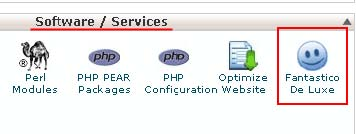 Software / Services
®
php
php
Perl
Modules
PHP PEAR
Packages
PHP
Configuration
Optimize
Website
Fantastico
De Luxe